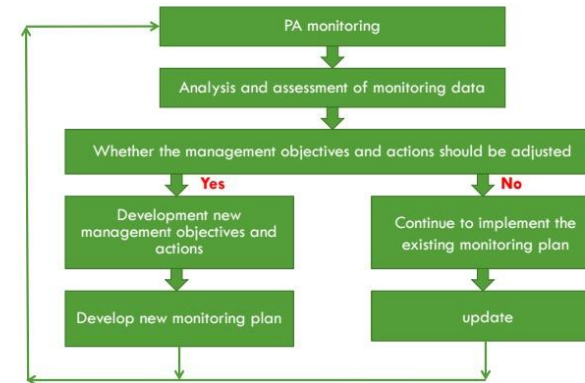 PA monitoring
Analysis and assessment of monitoring data
Whether the management objectives and actions should be adjusted
Yes
No
Development new
management objectives and
actions
Continue to implement the
existing monitoring plan
Develop new monitoring plan
update